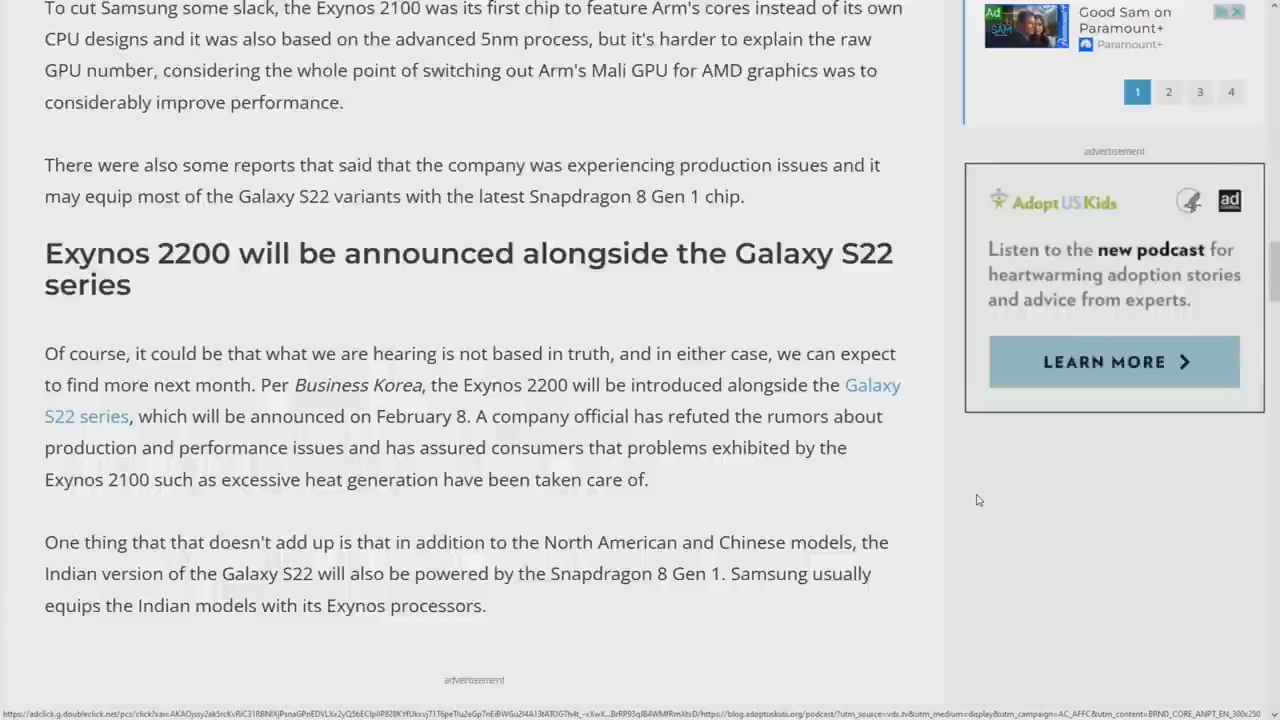 To cut Samsung some slack, the Exynos 2100 was its first chip to feature Arm's cores instead of its own
CPU designs and it was also based on the advanced 5nm process, but it's harder to explain the raw
GPU number, considering the whole point of switching out Arm's Mali GPU for AMD graphics was to
considerably improve performance.
There were also some reports that said that the company was experiencing production issues and it
may equip most of the Galaxy S22 variants with the latest Snapdragon 8 Gen 1 chip.
Exynos 2200 will be announced alongside the Galaxy S22
series
Of course, it could be that what we are hearing is not based in truth, and in either case, we can expect
to find more next month. Per Business Korea, the Exynos 2200 will be introduced alongside the Galaxy
S22 series, which will be announced on February 8. A company official has refuted the rumors about
production and performance issues and has assured consumers that problems exhibited by the
Exynos 2100 such as excessive heat generation have been taken care of.
One thing that that doesn't add up is that in addition to the North American and Chinese models, the
Indian version of the Galaxy S22 will also be powered by the Snapdragon 8 Gen 1. Samsung usually
equips the Indian models with its Exynos processors.
advertisement
Ad
Good Sam on
Paramount+
Paramount+
1 2 3 4
advertisement
AdoptUSKids
ad
Listen to the new podcast for
heartwarming adoption stories
and advice from experts.
LEARN MORE